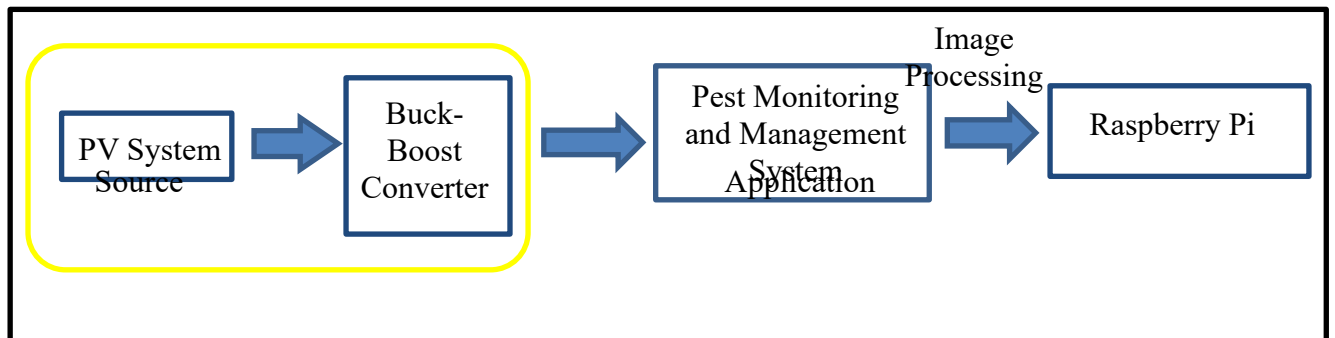 PV System
Source
Buck-
Boost
Converter
Pest Monitoring
and Management
System
Application
Image
Processing
Raspberry Pi